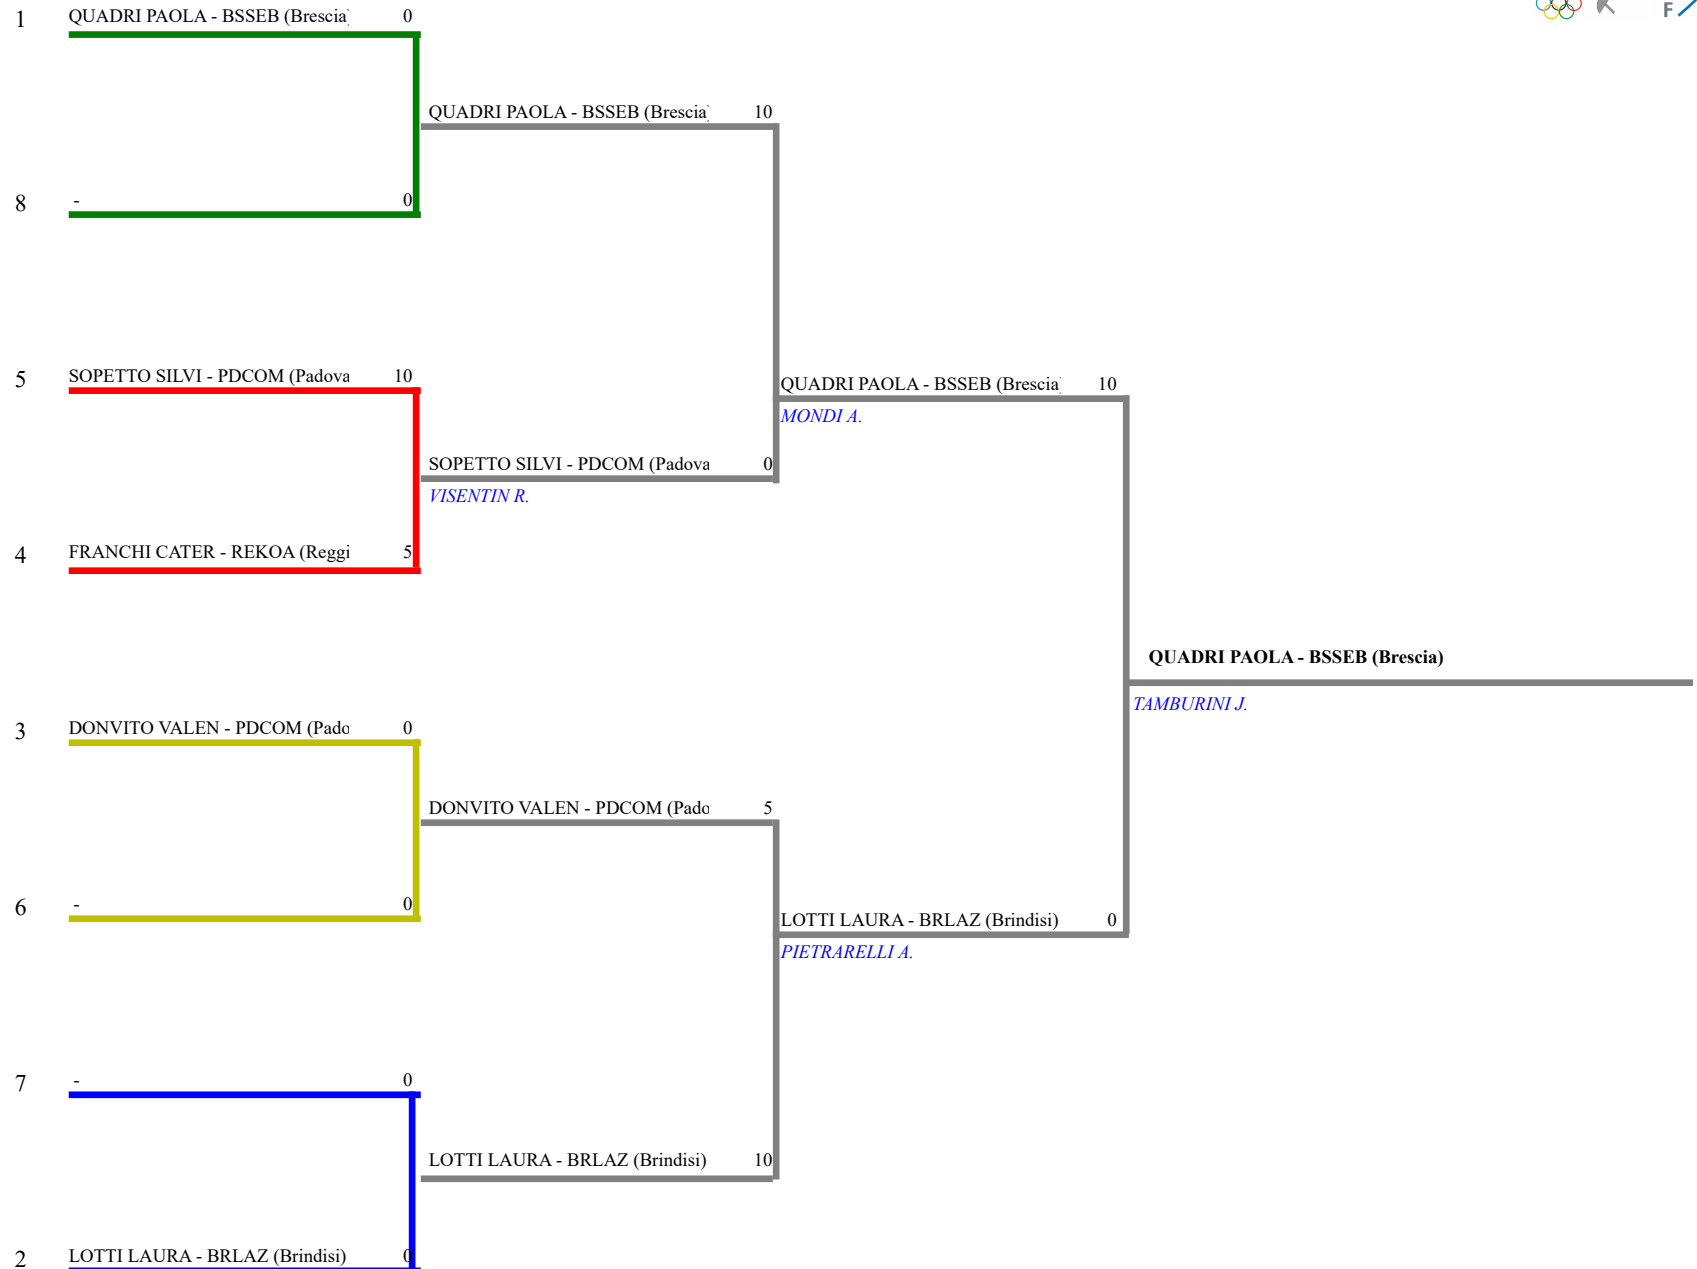 1 QUADRI PAOLA - BSSEB (Brescia 0
F
QUADRI PAOLA - BSSEB (Brescia 10
8 - 0
5 SOPETTO SILVI - PDCOM (Padova 10
QUADRI PAOLA - BSSEB (Brescia 10
MONDI A.
SOPETTO SILVI - PDCOM (Padova 0
VISENTIN R.
4 FRANCHI CATER - REKOA (Reggi 5
QUADRI PAOLA - BSSEB (Brescia)
TAMBURINI J.
3 DONVITO VALEN - PDCOM (Pado 0
DONVITO VALEN - PDCOM (Pado 5
6 - 0
LOTTI LAURA - BRLAZ (Brindisi) 0
PIETRARELLI A.
7 - 0
LOTTI LAURA - BRLAZ (Brindisi) 10
2 LOTTI LAURA - BRLAZ (Brindisi) 0